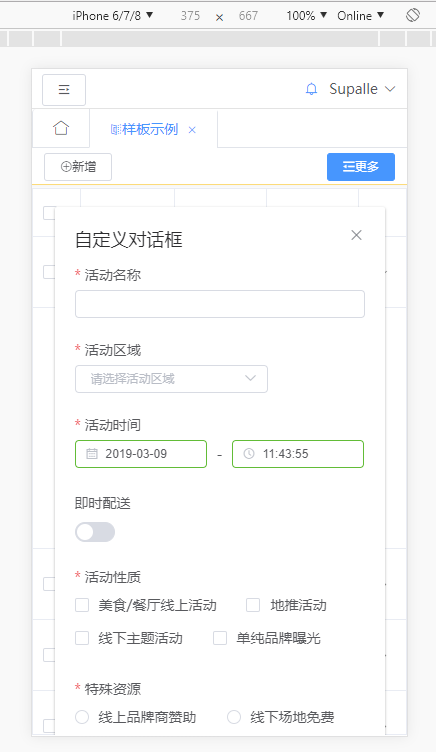 iPhone 6/7/8 ▼ 375 × 667 100% ▼ Online ▼
Supalle
样板示例 ×
新增 更多
自定义对话框
* 活动名称
* 活动区域
请选择活动区域
* 活动时间
2019-03-09 - 11:43:55
即时配送
* 活动性质
美食/餐厅线上活动 地推活动
线下主题活动 单纯品牌曝光
* 特殊资源
线上品牌商赞助 线下场地免费